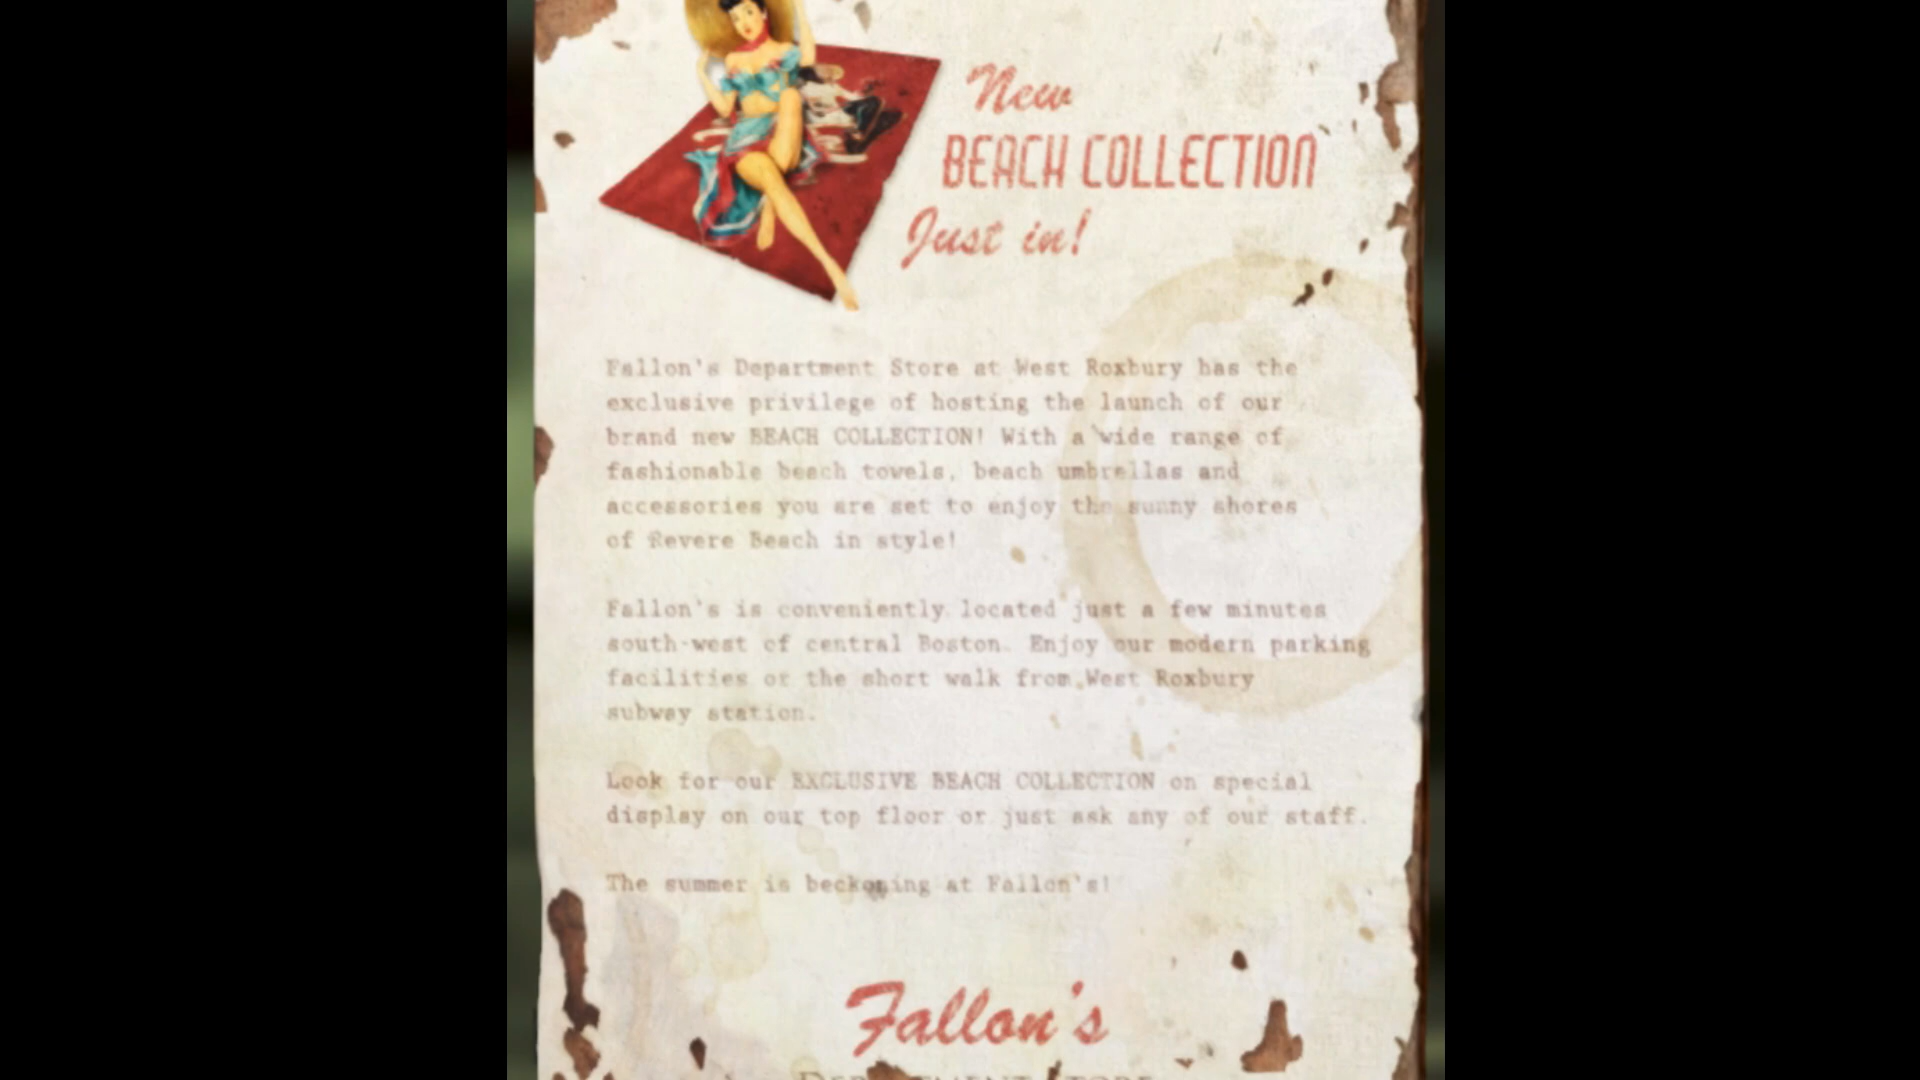 New
BEACH COLLECTION
Just in!
Fallon's Department Store at West Roxbury has the
exclusive privilege of hosting the launch of our
brand new BEACH COLLECTION! With a wide range of
fashionable beach towels, beach umbrellas and
accessories you are set to enjoy the sunny shores
of Revere Beach in style!
Fallon's is conveniently located just a few minutes
south-west of central Boston. Enjoy our modern parking
facilities or the short walk from West Roxbury
subway station.
Look for our EXCLUSIVE BEACH COLLECTION on special
display on our top floor or just ask any of our staff.
The summer is beckoning at Fallon's!
Fallon's
DEPARTMENT STORE